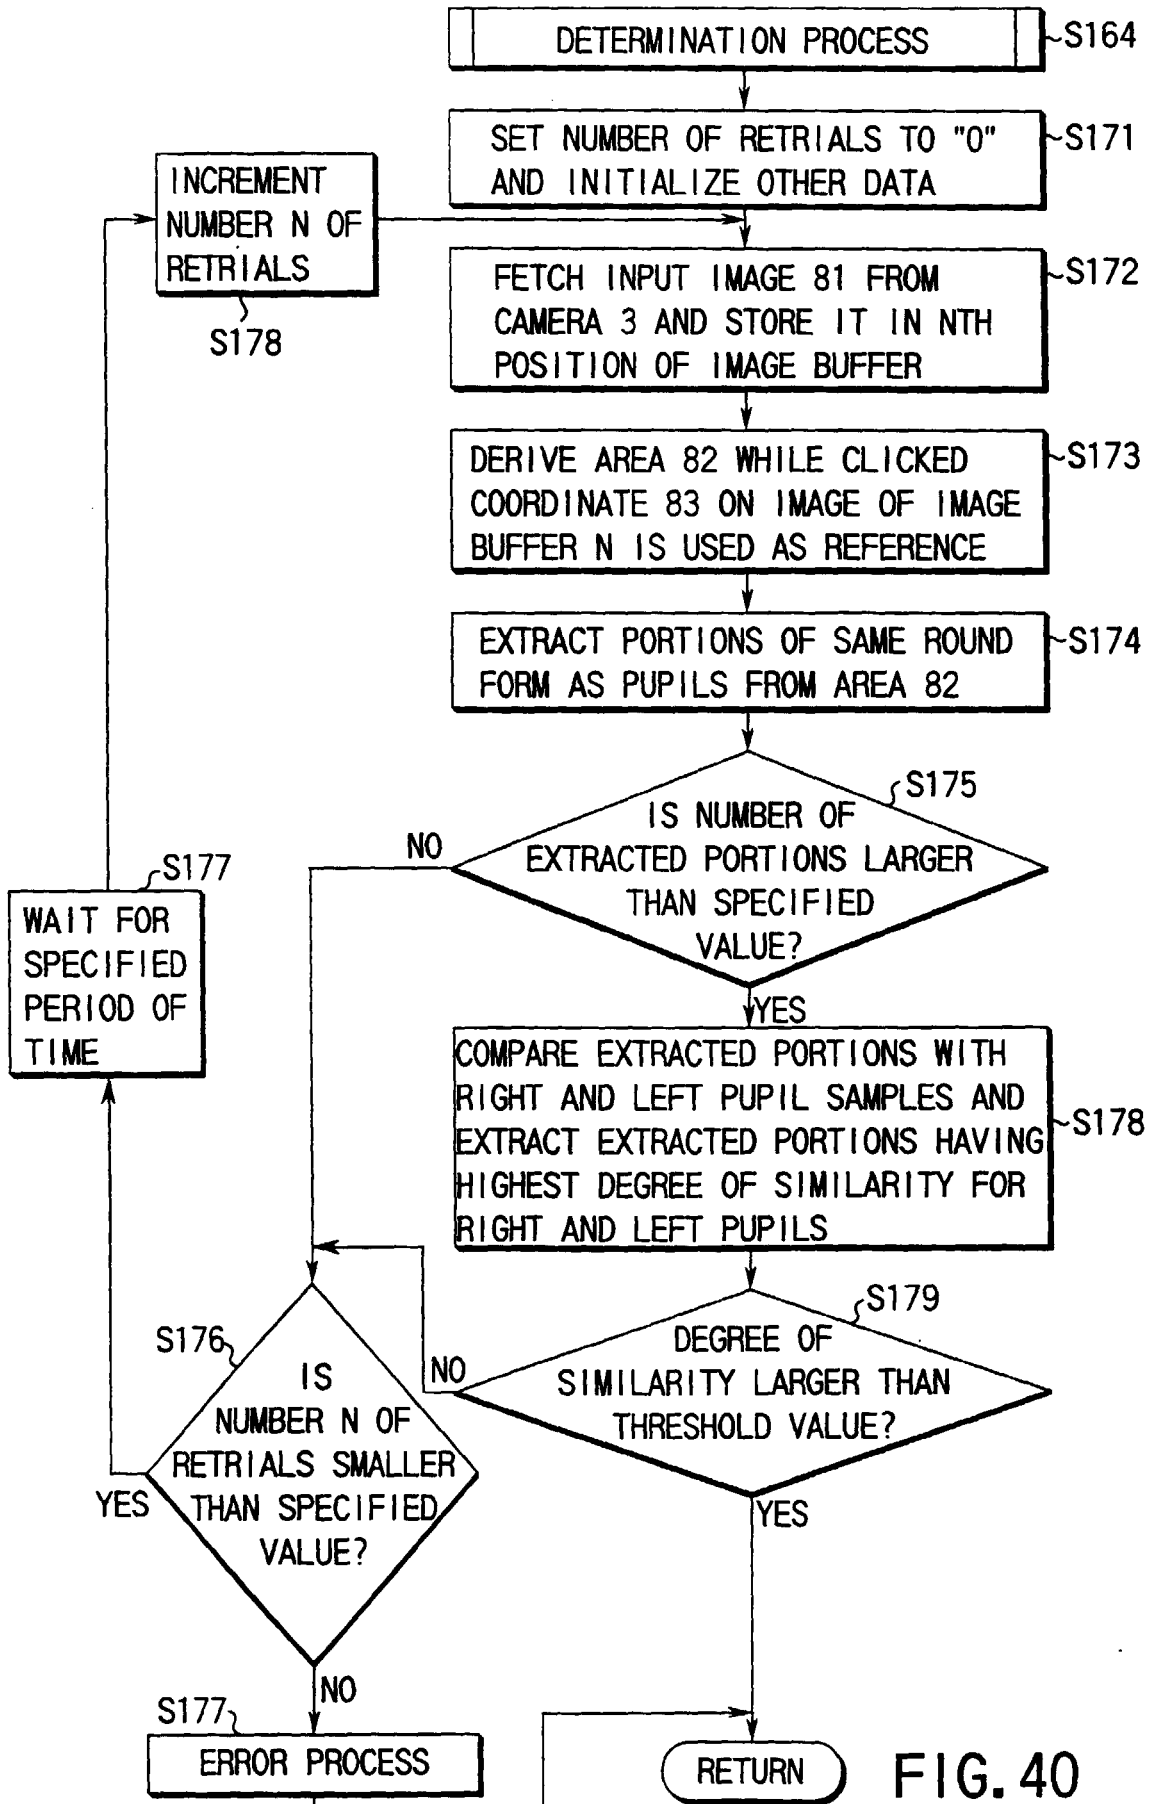 DETERMINATION PROCESS
S164
SET NUMBER OF RETRIALS TO "0"
AND INITIALIZE OTHER DATA
S171
INCREMENT
NUMBER N OF
RETRIALS
S178
FETCH INPUT IMAGE 81 FROM
CAMERA 3 AND STORE IT IN NTH
POSITION OF IMAGE BUFFER
S172
DERIVE AREA 82 WHILE CLICKED
COORDINATE 83 ON IMAGE OF IMAGE
BUFFER N IS USED AS REFERENCE
S173
EXTRACT PORTIONS OF SAME ROUND
FORM AS PUPILS FROM AREA 82
S174
S175
IS NUMBER OF
EXTRACTED PORTIONS LARGER
THAN SPECIFIED
VALUE?
NO
YES
S177
WAIT FOR
SPECIFIED
PERIOD OF
TIME
COMPARE EXTRACTED PORTIONS WITH
RIGHT AND LEFT PUPIL SAMPLES AND
EXTRACT EXTRACTED PORTIONS HAVING
HIGHEST DEGREE OF SIMILARITY FOR
RIGHT AND LEFT PUPILS
S178
S179
DEGREE OF
SIMILARITY LARGER THAN
THRESHOLD VALUE?
NO
YES
S176
IS
NUMBER N OF
RETRIALS SMALLER
THAN SPECIFIED
VALUE?
YES
NO
S177
ERROR PROCESS
RETURN
FIG. 40